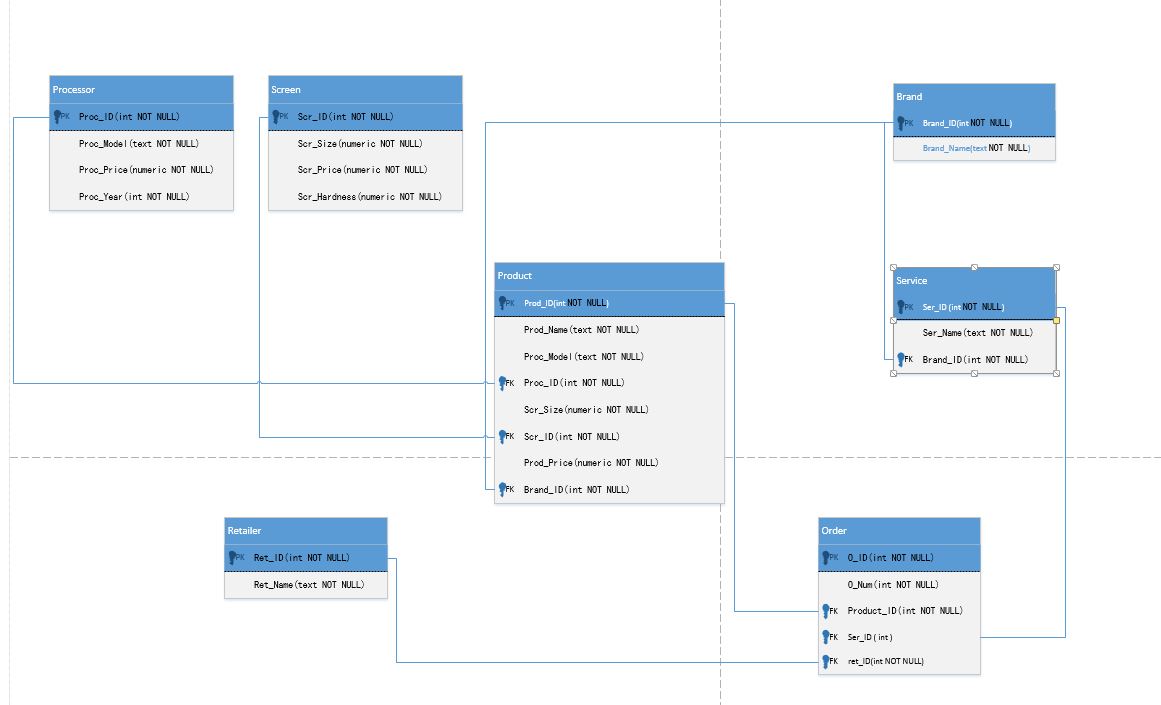 Processor
PK Proc_ID(int NOT NULL)
Proc_Model(text NOT NULL)
Proc_Price(numeric NOT NULL)
Proc_Year(int NOT NULL)
Screen
PK Scr_ID(int NOT NULL)
Scr_Size(numeric NOT NULL)
Scr_Price(numeric NOT NULL)
Scr_Hardness(numeric NOT NULL)
Brand
PK Brand_ID(int NOT NULL)
Brand_Name(text NOT NULL)
Product
PK Prod_ID(int NOT NULL)
Prod_Name(text NOT NULL)
Proc_Model(text NOT NULL)
FK Proc_ID(int NOT NULL)
Scr_Size(numeric NOT NULL)
FK Scr_ID(int NOT NULL)
Prod_Price(numeric NOT NULL)
FK Brand_ID(int NOT NULL)
Service
PK Ser_ID(int NOT NULL)
Ser_Name(text NOT NULL)
FK Brand_ID(int NOT NULL)
Retailer
PK Ret_ID(int NOT NULL)
Ret_Name(text NOT NULL)
Order
PK O_ID(int NOT NULL)
O_Num(int NOT NULL)
FK Product_ID(int NOT NULL)
FK Ser_ID(int)
FK ret_ID(int NOT NULL)